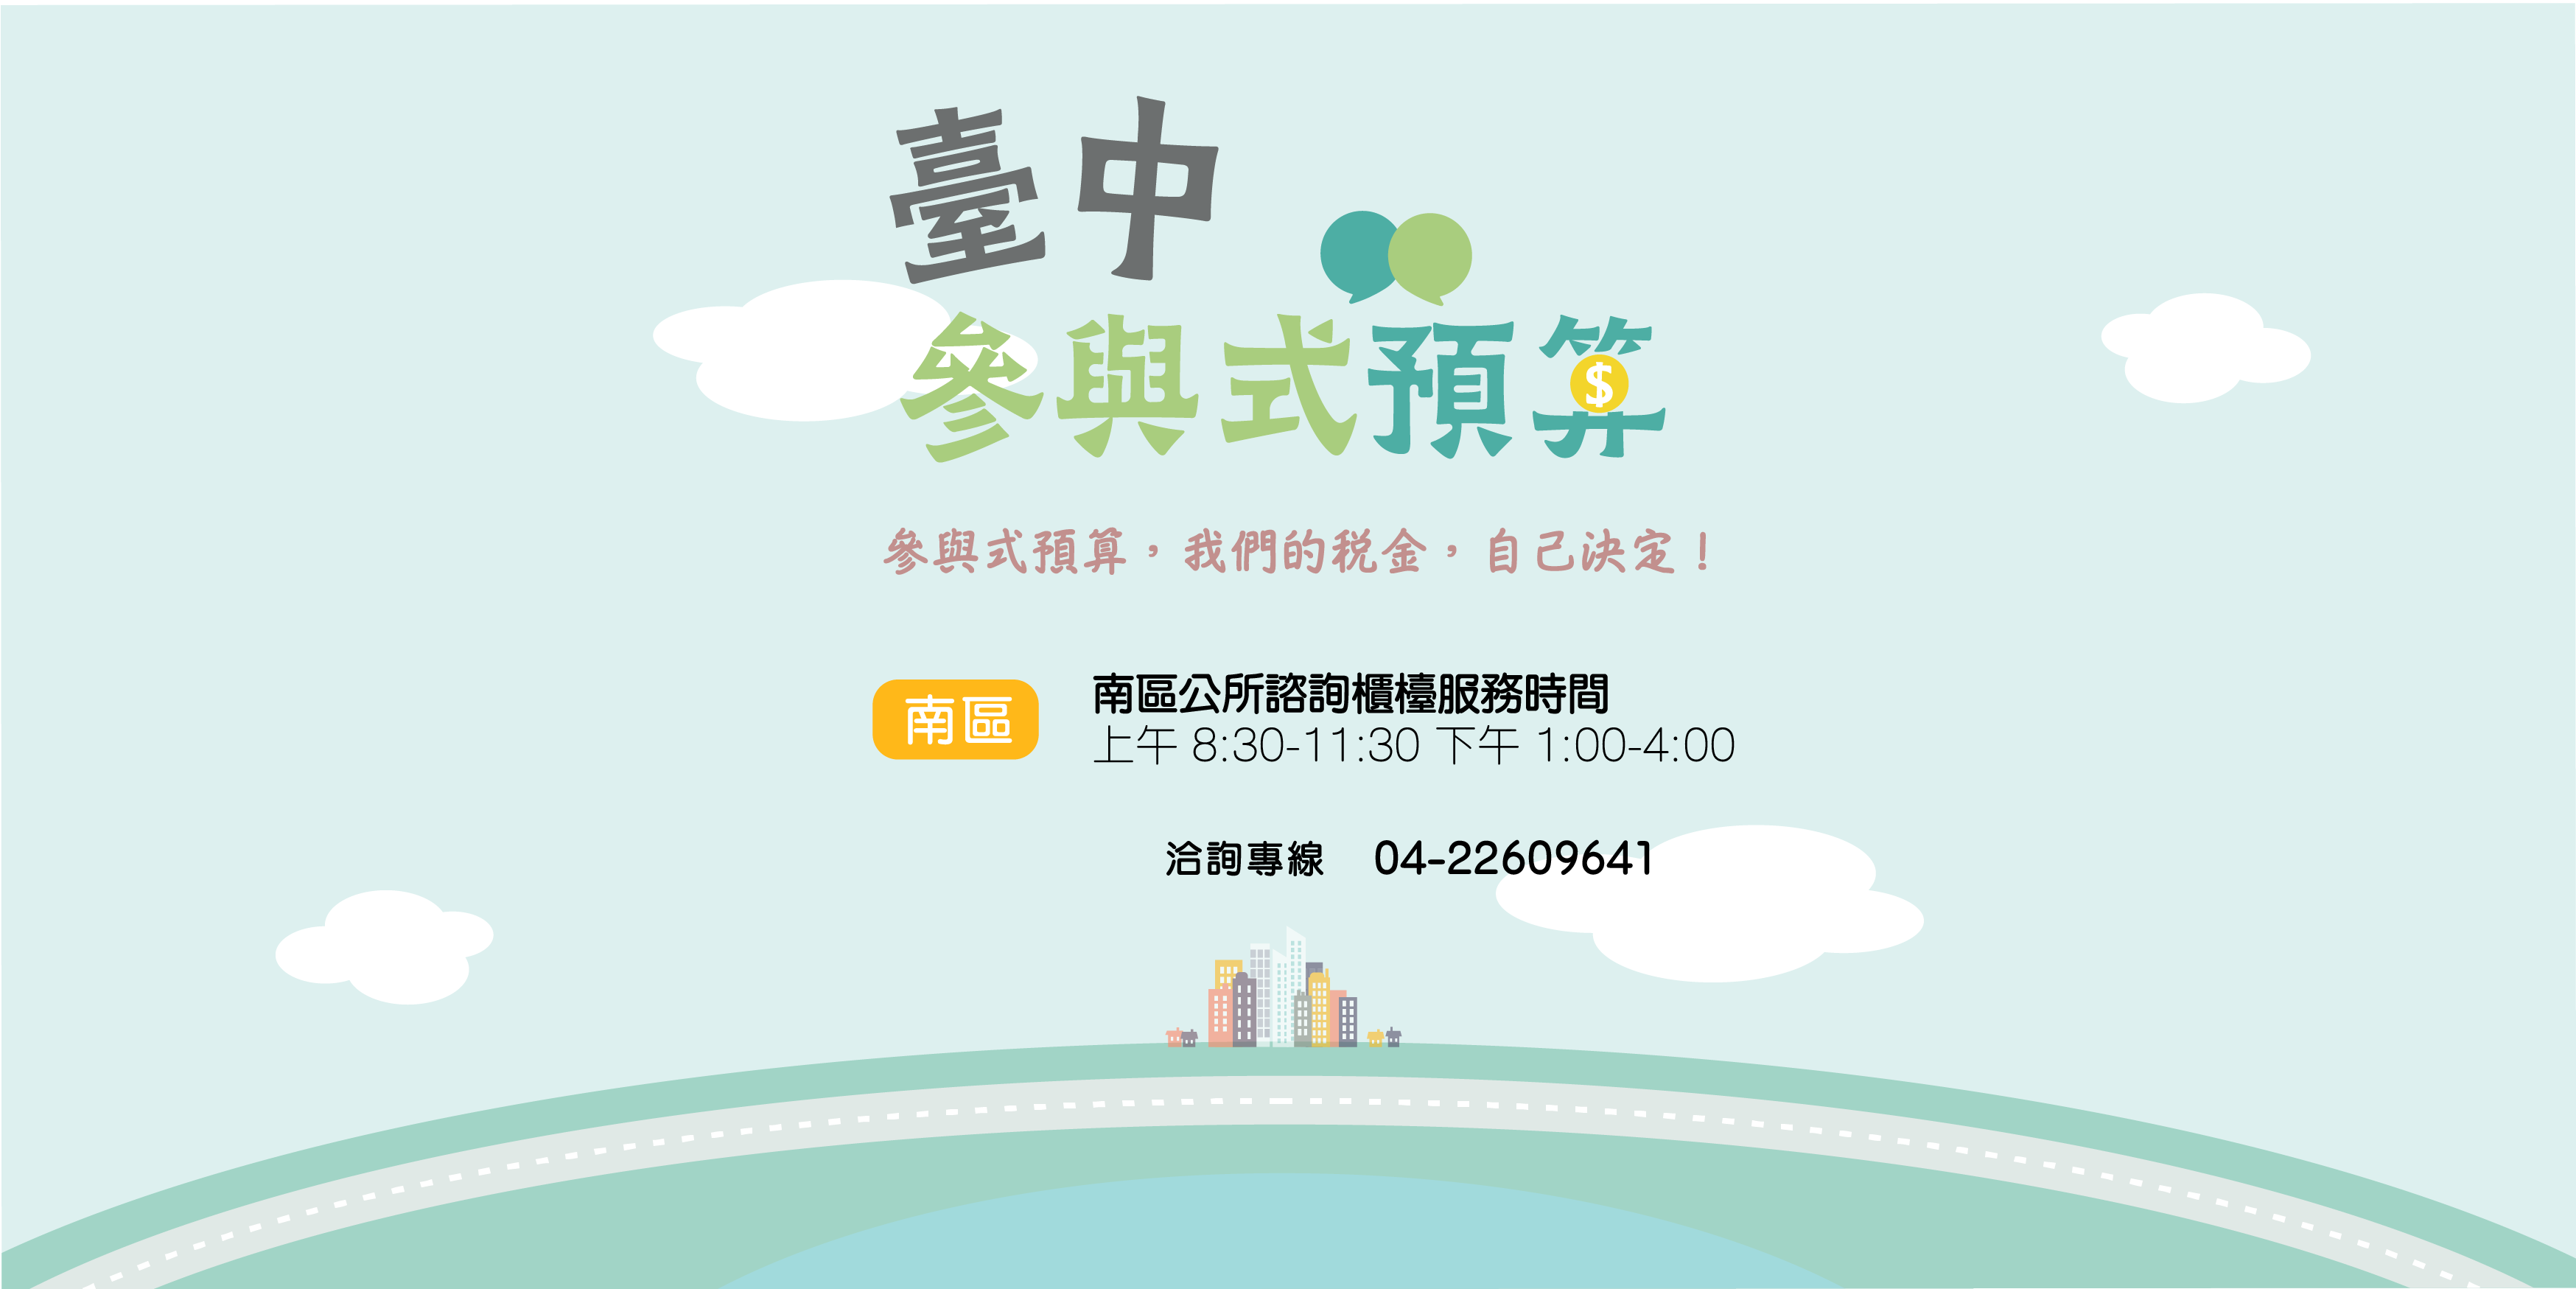 臺中
參與式預算
參與式預算，我們的稅金，自己決定！
南區
南區公所諮詢櫃檯服務時間
上午 8:30-11:30 下午 1:00-4:00
洽詢專線 04-22609641